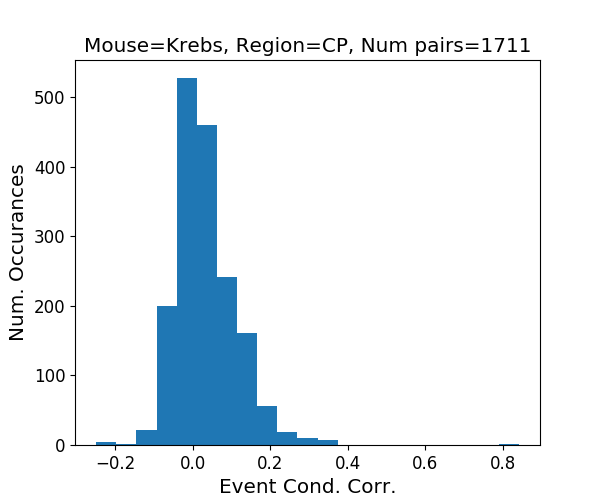 Mouse=Krebs, Region=CP, Num pairs=1711
500
400
300
200
100
0
Num. Occurances
−0.2 0.0 0.2 0.4 0.6 0.8
Event Cond. Corr.